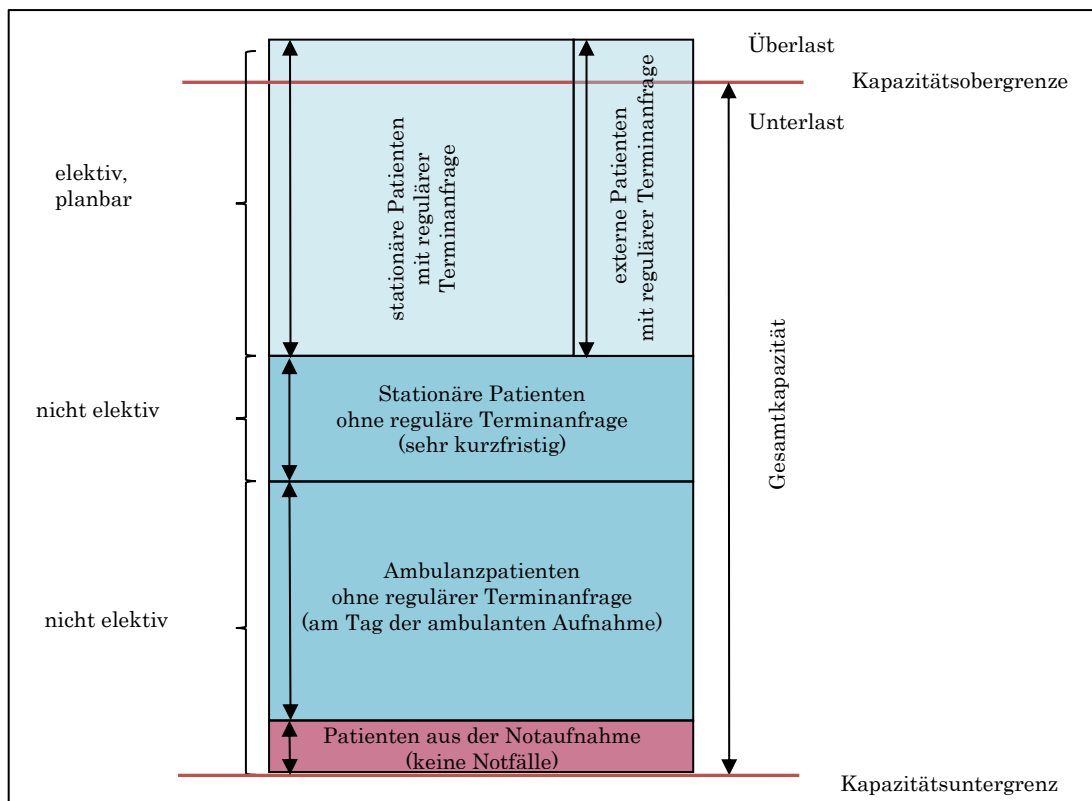 Überlast
Kapazitätsobergrenze
Unterlast
elektiv,
planbar
stationäre Patienten
mit regulärer
Terminanfrage
externe Patienten
mit regulärer Terminanfrage
Gesamtkapazität
nicht elektiv
Stationäre Patienten
ohne reguläre Terminanfrage
(sehr kurzfristig)
nicht elektiv
Ambulanzpatienten
ohne regulärer Terminanfrage
(am Tag der ambulanten Aufnahme)
Patienten aus der Notaufnahme
(keine Notfälle)
Kapazitätsuntergrenz